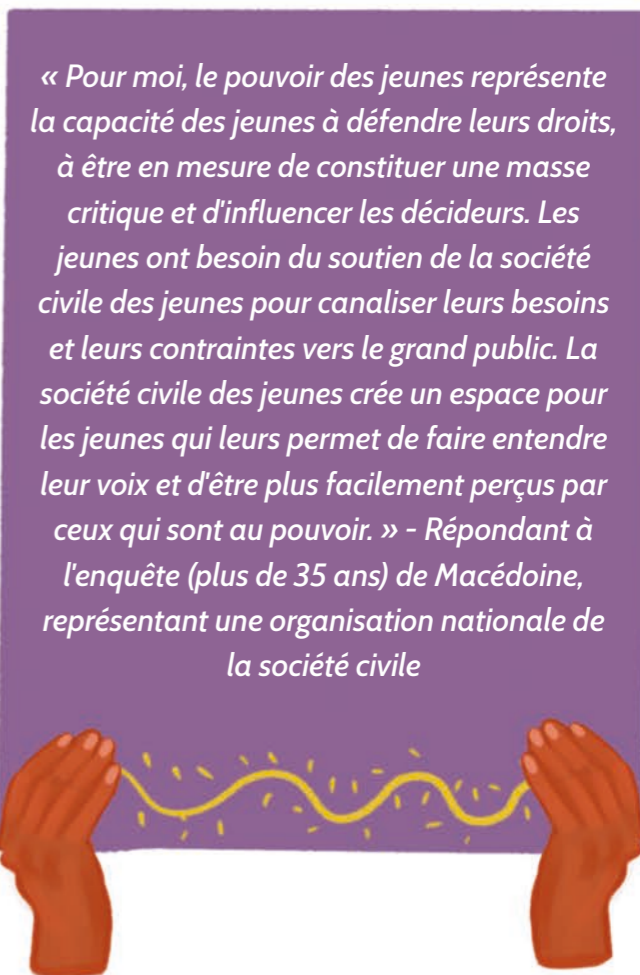 « Pour moi, le pouvoir des jeunes représente
la capacité des jeunes à défendre leurs droits,
à être en mesure de constituer une masse
critique et d'influencer les décideurs. Les
jeunes ont besoin du soutien de la société
civile des jeunes pour canaliser leurs besoins
et leurs contraintes vers le grand public. La
société civile des jeunes crée un espace pour
les jeunes qui leurs permet de faire entendre
leur voix et d'être plus facilement perçus par
ceux qui sont au pouvoir. » - Répondant à
l'enquête (plus de 35 ans) de Macédoine,
représentant une organisation nationale de
la société civile